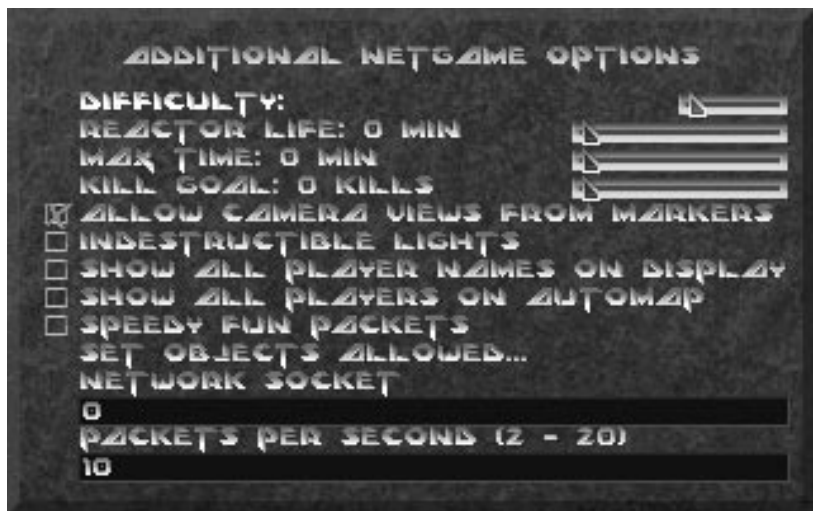 ADDITIONAL NETGAME OPTIONS
DIFFICULTY:
REACTOR LIFE: 0 MIN
MAX TIME: 0 MIN
KILL GOAL: 0 KILLS
ALLOW CAMERA VIEWS FROM MARKERS
INDESTRUCTIBLE LIGHTS
SHOW ALL PLAYER NAMES ON DISPLAY
SHOW ALL PLAYERS ON AUTOMAP
SPEEDY FUN PACKETS
SET OBJECTS ALLOWED...
NETWORK SOCKET
0
PACKETS PER SECOND (2 - 20)
10